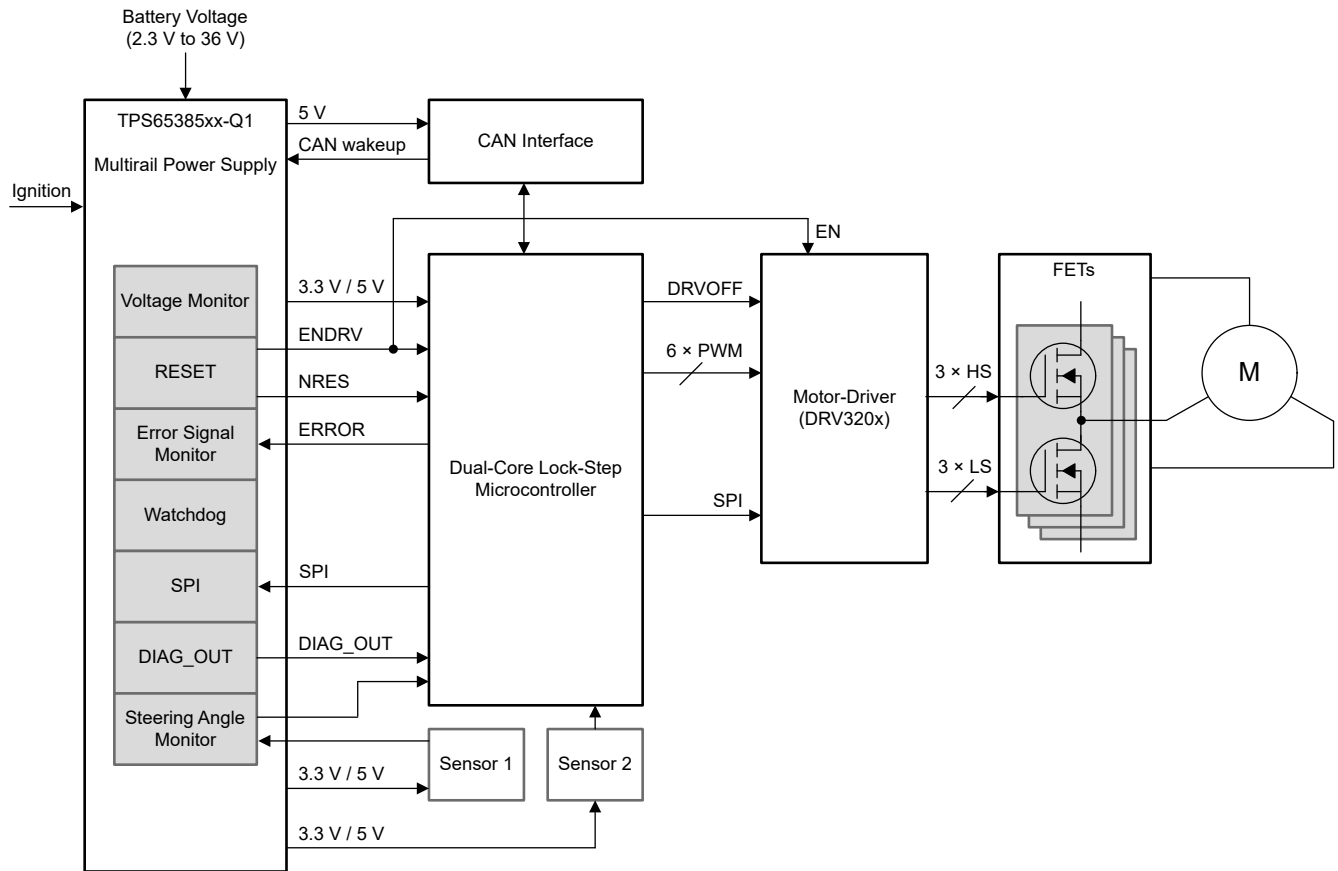 Battery Voltage
(2.3 V to 36 V)
TPS65385xx-Q1
Multirail Power Supply
Ignition
5 V
CAN wakeup
CAN Interface
EN
Voltage Monitor
RESET
Error Signal
Monitor
Watchdog
SPI
DIAG_OUT
Steering Angle
Monitor
3.3 V / 5 V
ENDRV
NRES
ERROR
SPI
DIAG_OUT
3.3 V / 5 V
3.3 V / 5 V
Dual-Core Lock-Step
Microcontroller
Sensor 1
Sensor 2
DRVOFF
6 × PWM
SPI
Motor-Driver
(DRV320x)
3 × HS
3 × LS
FETs
M